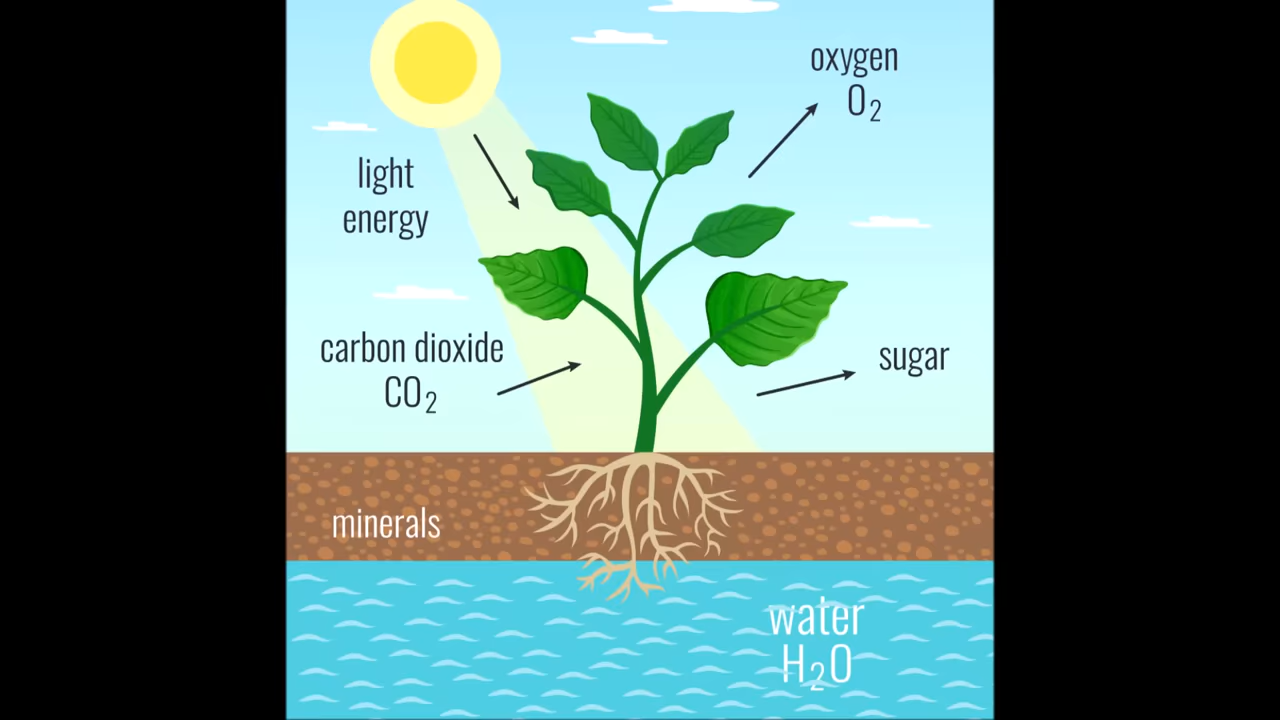 oxygen
O₂
light
energy
carbon dioxide
CO₂
sugar
minerals
water
H₂O